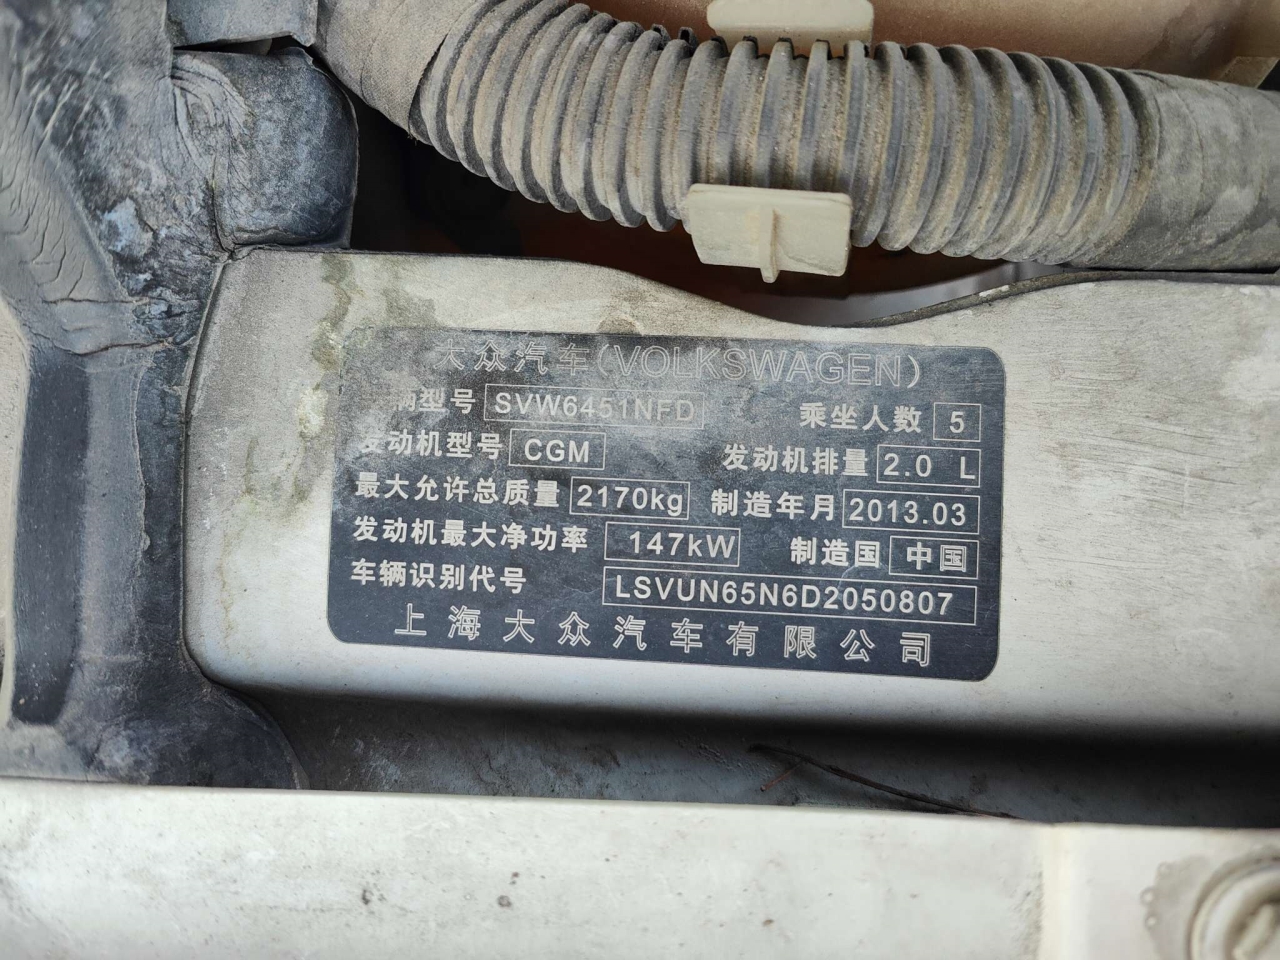 大众汽车(VOLKSWAGEN)
辆型号 SVW6451NFD 乘坐人数 5
发动机型号 CGM 发动机排量 2.0 L
最大允许总质量 2170kg 制造年月 2013.03
发动机最大净功率 147kW 制造国 中国
车辆识别代号 LSVUN65N6D2050807
上海大众汽车有限公司